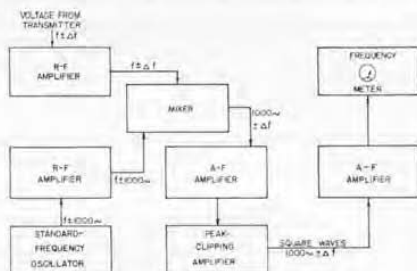 VOLTAGE FROM
TRANSMITTER
f±Δf
R-F
AMPLIFIER
f±Δf
MIXER
1000~
±Δf
R-F
AMPLIFIER
f±1000~
f±1000~
STANDARD-
FREQUENCY
OSCILLATOR
A-F
AMPLIFIER
PEAK-
CLIPPING
AMPLIFIER
SQUARE WAVES
1000~ ± Δf
A-F
AMPLIFIER
FREQUENCY
METER